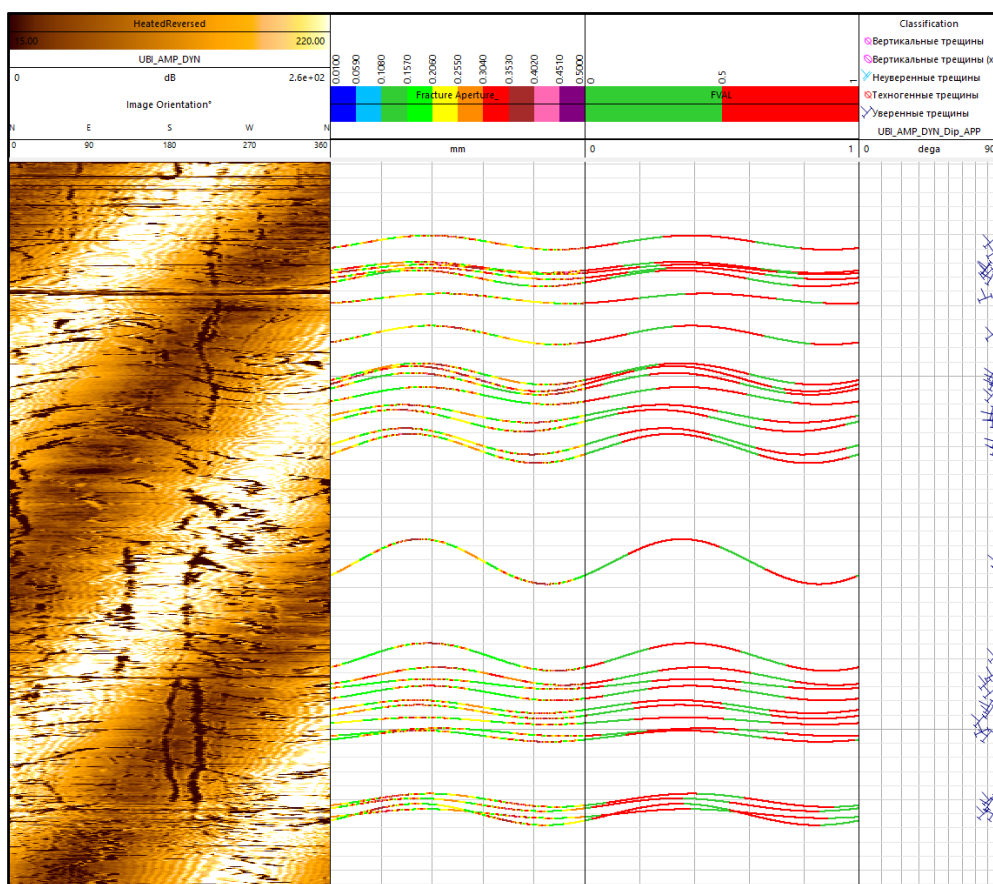 HeatedReversed
15.00 220.00
UBI_AMP_DYN
0 dB 2.6e+02
Image Orientation°
N E S W N
0 90 180 270 360
0.0100 0.0590 0.1080 0.1570 0.2060 0.2550 0.3040 0.3530 0.4020 0.4510 0.5000
Fracture Aperture_
mm
0 0.5 1
FVAL
0 1
Classification
Вертикальные трещины
Вертикальные трещины (х
Неуверенные трещины
Техногенные трещины
Уверенные трещины
UBI_AMP_DYN_Dip_APP
0 dega 90